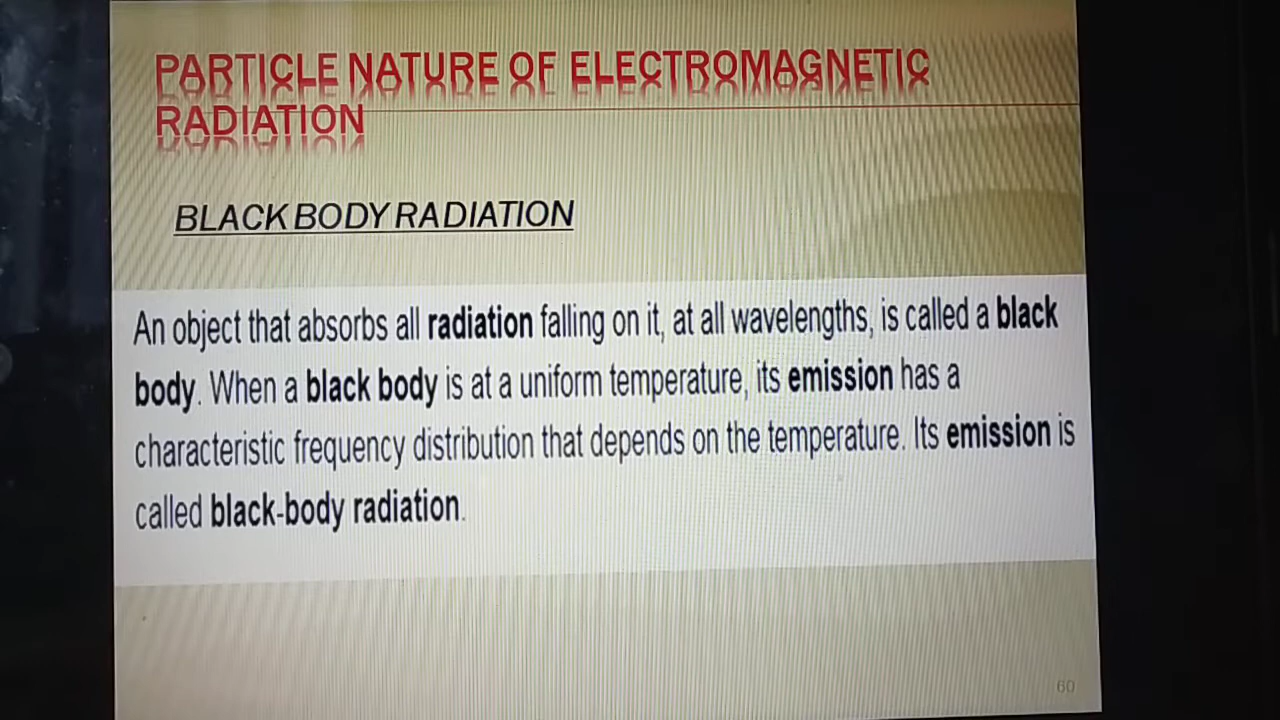 PARTICLE NATURE OF ELECTROMAGNETIC
RADIATION
BLACK BODY RADIATION
An object that absorbs all radiation falling on it, at all wavelengths, is called a black
body. When a black body is at a uniform temperature, its emission has a
characteristic frequency distribution that depends on the temperature. Its emission is
called black-body radiation.
60